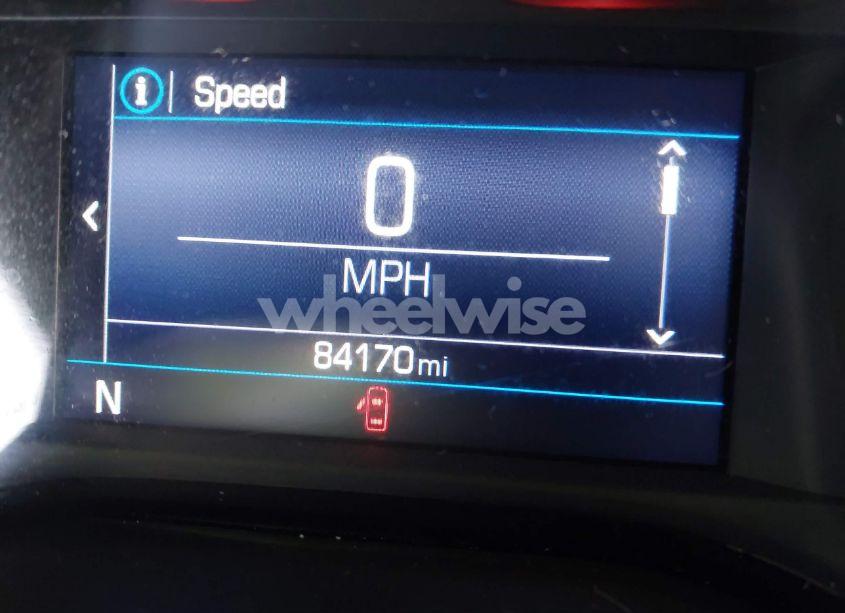 i Speed
0
MPH
wheelwise
84170mi
N